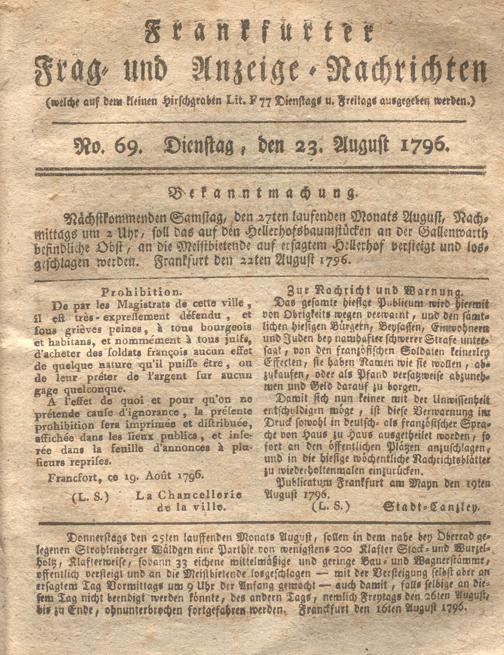 Frankfurter
Frag- und Anzeige-Nachrichten
(welche auf dem kleinen Hirschgraben Lit. F 77 Dienstags u. Freitags ausgegeben werden.)
No. 69. Dienstag, den 23. August 1796.
Bekanntmachung.
Nächstkommenden Samstag, den 27ten laufenden Monats August, Nach-
mittags um 2 Uhr, soll das auf den Hellerhofsbaumstücken an der Gallenwarth
befindliche Obst, an die Meistbietende auf ersagtem Hellerhof versteigt und los-
geschlagen werden. Frankfurt den 22ten August 1796.
Prohibition.
De par les Magistrats de cette ville,
il est très-expressement défendu, et
sous grièves peines, à tous bourgeois
et habitans, et nommément à tous juifs,
d'acheter des soldats françois aucun effet
de quelque nature qu'il puisse être, ou
de leur prêter de l'argent sur aucun
gage quelconque.
A l'effet de quoi et pour qu'on ne
prétende cause d'ignorance, la présente
prohibition sera imprimée et distribuée,
affichée dans les lieux publics, et insé-
rée dans la feuille d'annonces à plu-
sieurs reprises.
Francfort, ce 19. Août 1796.
(L. S.) La Chancellerie
de la ville.
Zur Nachricht und Warnung.
Das gesamte hiesige Publicum wird hiermit
von Obrigkeits wegen verwarnt, und den sämt-
lichen hiesigen Bürgern, Beysassen, Einwohnern
und Juden bey namhafter schwerer Strafe unter-
sagt, von den französischen Soldaten keinerley
Effecten, sie haben Namen wie sie wollen, ab-
zukaufen, oder als Pfand versatzweise abzuneh-
men und Geld darauf zu borgen.
Damit sich nun keiner mit der Unwissenheit
entschuldigen möge, ist diese Verwarnung im
Druck sowohl in deutsch- als französischer Spra-
che von Haus zu Haus ausgetheilt worden, so
fort an den öffentlichen Plätzen anzuschlagen,
und in die hiesige wöchentliche Nachrichtsblätter
zu wiederholtenmalen einzurücken.
Publicatum Frankfurt am Mayn den 19ten
August 1796.
(L. S.) Stadt-Canzley.
Donnerstags den 25ten lauffenden Monats August, sollen in dem nahe bey Oberrad ge-
legenen Strahlenberger Wäldgen eine Parthie von wenigstens 200 Klafter Stock- und Wurzel-
holz, Klafterweise, sodann 33 eichene mittelmäßige und geringe Bau- und Wagnerstämme,
öffentlich versteigt und an die Meistbietende losgeschlagen — mit der Versteigung selbst aber an
ersagtem Tag Vormittags um 9 Uhr der Anfang gemacht — auch damit, falls selbige an die-
sem Tag nicht beendigt werden könnte, des andern Tags, nemlich Freytags den 26ten August,
bis zu Ende, ohnunterbrochen fortgefahren werden. Frankfurt den 16ten August 1796.